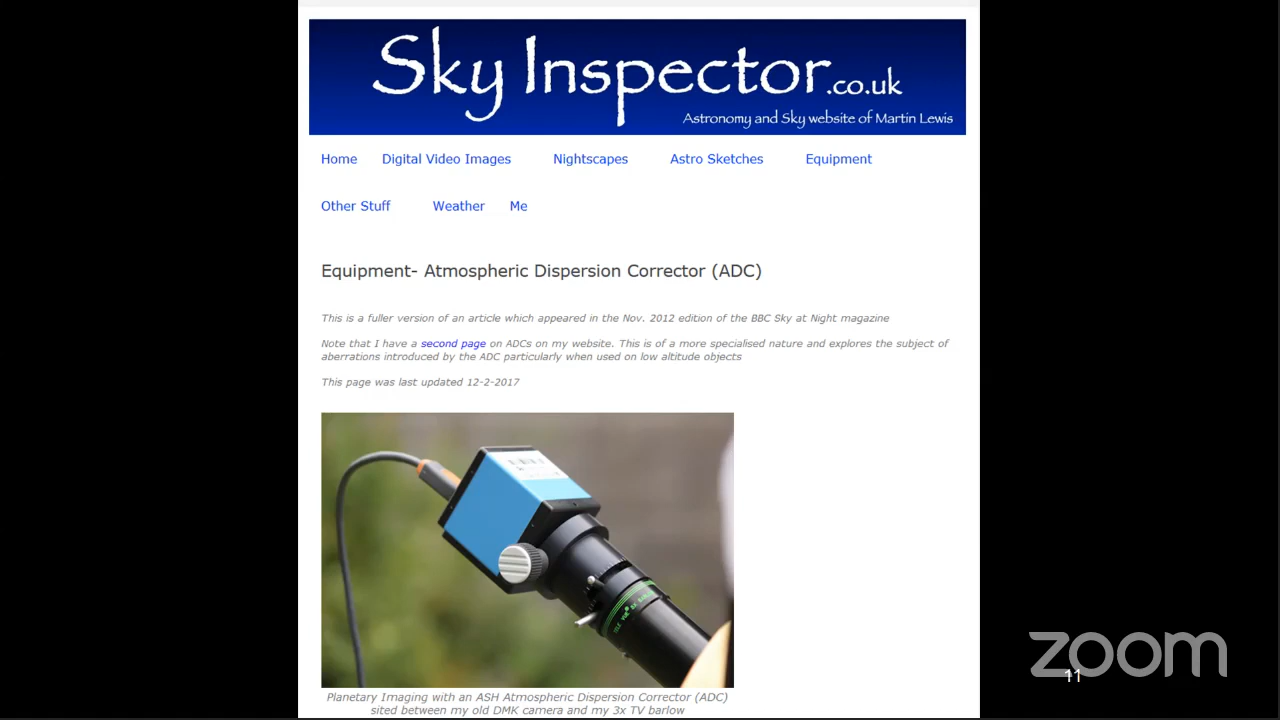 Sky Inspector.co.uk
Astronomy and Sky website of Martin Lewis
Home Digital Video Images Nightscapes Astro Sketches Equipment
Other Stuff Weather Me
Equipment- Atmospheric Dispersion Corrector (ADC)
This is a fuller version of an article which appeared in the Nov. 2012 edition of the BBC Sky at Night magazine
Note that I have a second page on ADCs on my website. This is of a more specialised nature and explores the subject of
aberrations introduced by the ADC particularly when used on low altitude objects
This page was last updated 12-2-2017
Planetary Imaging with an ASH Atmospheric Dispersion Corrector (ADC)
sited between my old DMK camera and my 3x TV barlow
zoom
11